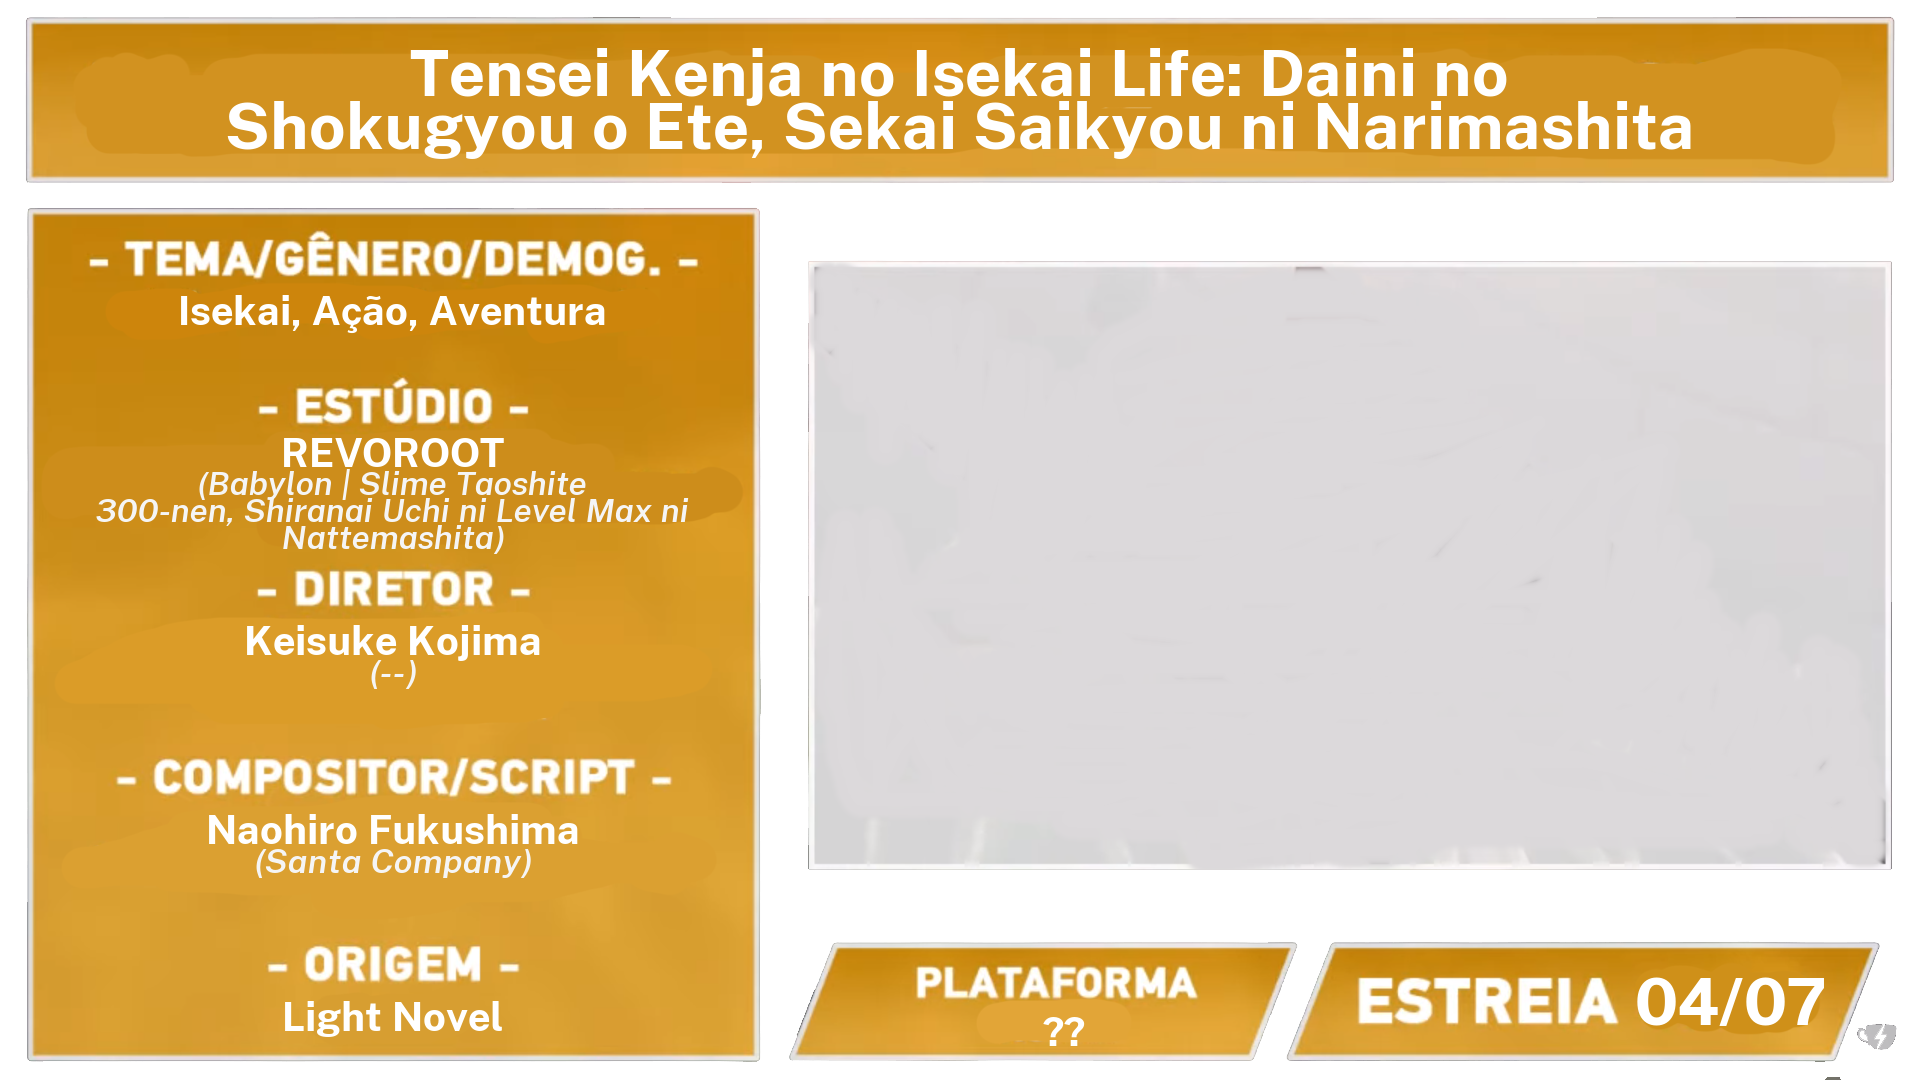 Tensei Kenja no Isekai Life: Daini no
Shokugyou o Ete, Sekai Saikyou ni Narimashita
- TEMA/GÊNERO/DEMOG. -
Isekai, Ação, Aventura
- ESTÚDIO -
REVOROOT
(Babylon | Slime Taoshite
300-nen, Shiranai Uchi ni Level Max ni
Nattemashita)
- DIRETOR -
Keisuke Kojima
(--)
- COMPOSITOR/SCRIPT -
Naohiro Fukushima
(Santa Company)
- ORIGEM -
Light Novel
PLATAFORMA
??
ESTREIA 04/07